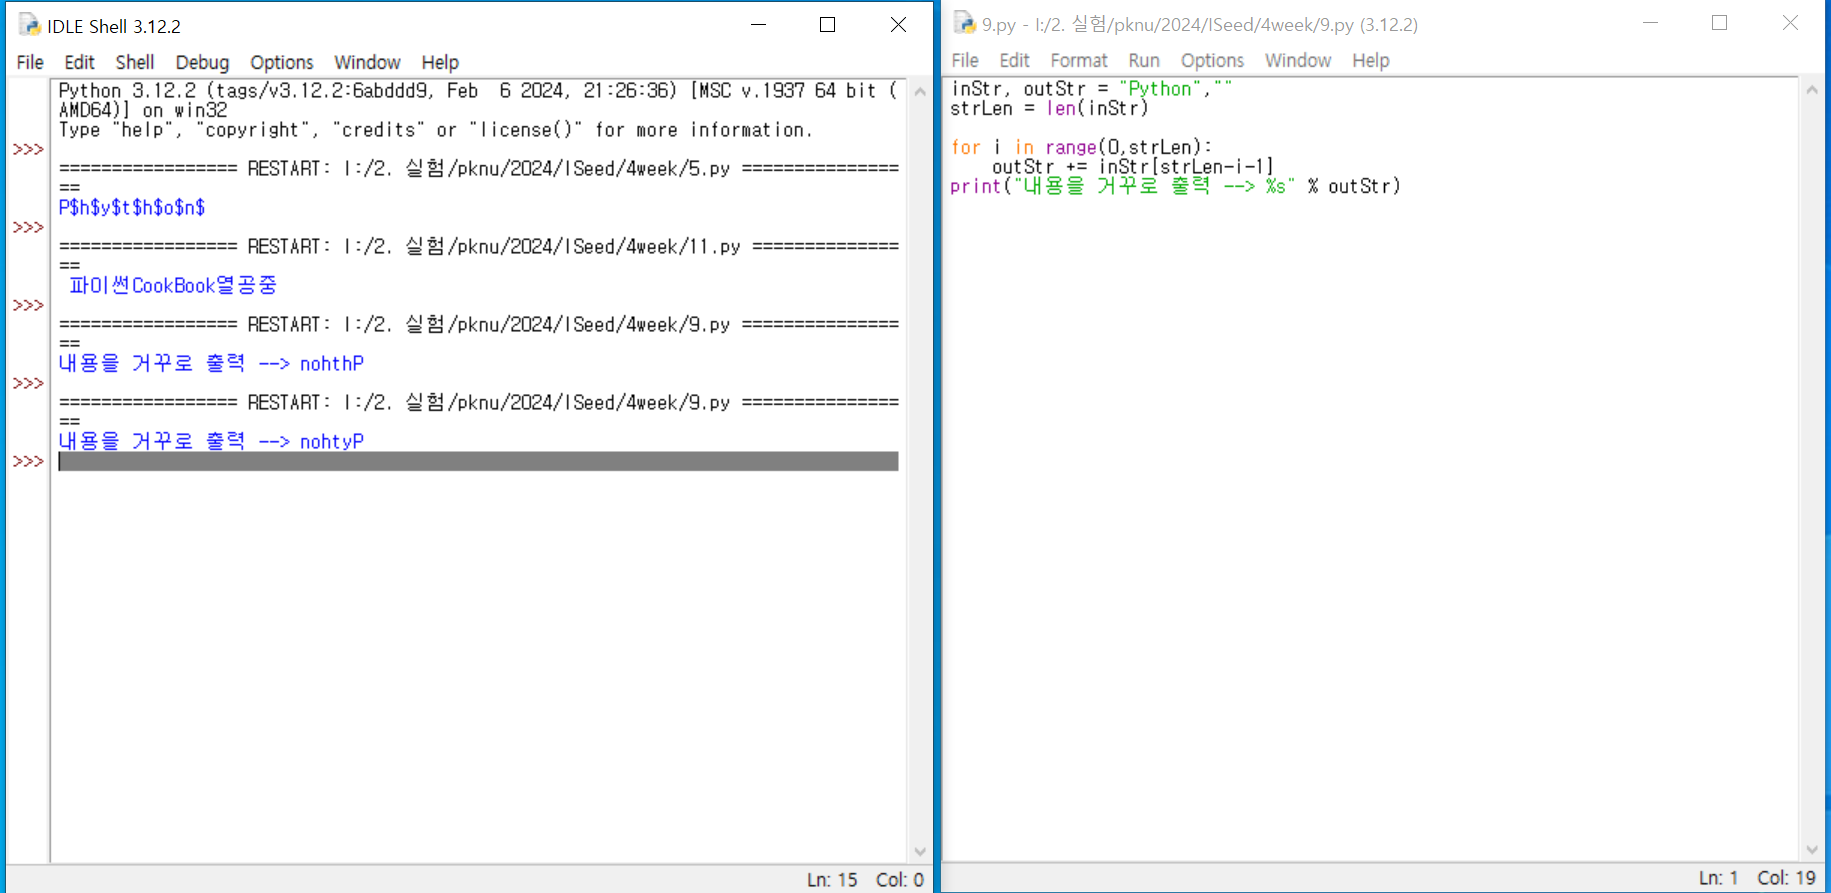 IDLE Shell 3.12.2
File Edit Shell Debug Options Window Help
Python 3.12.2 (tags/v3.12.2:6abddd9, Feb  6 2024, 21:26:36) [MSC v.1937 64 bit (
AMD64)] on win32
Type "help", "copyright", "credits" or "license()" for more information.
>>>
================= RESTART: I:/2. 실험/pknu/2024/ISeed/4week/5.py ===============
==
P$h$y$t$h$o$n$
>>>
================= RESTART: I:/2. 실험/pknu/2024/ISeed/4week/11.py ==============
==
파이썬CookBook열공중
>>>
================= RESTART: I:/2. 실험/pknu/2024/ISeed/4week/9.py ===============
==
내용을 거꾸로 출력 --> nohthP
>>>
================= RESTART: I:/2. 실험/pknu/2024/ISeed/4week/9.py ===============
==
내용을 거꾸로 출력 --> nohtyP
>>>
Ln: 15 Col: 0
9.py - I:/2. 실험/pknu/2024/ISeed/4week/9.py (3.12.2)
File Edit Format Run Options Window Help
inStr, outStr = "Python",""
strLen = len(inStr)
for i in range(0,strLen):
    outStr += inStr[strLen-i-1]
print("내용을 거꾸로 출력 --> %s" % outStr)
Ln: 1 Col: 19